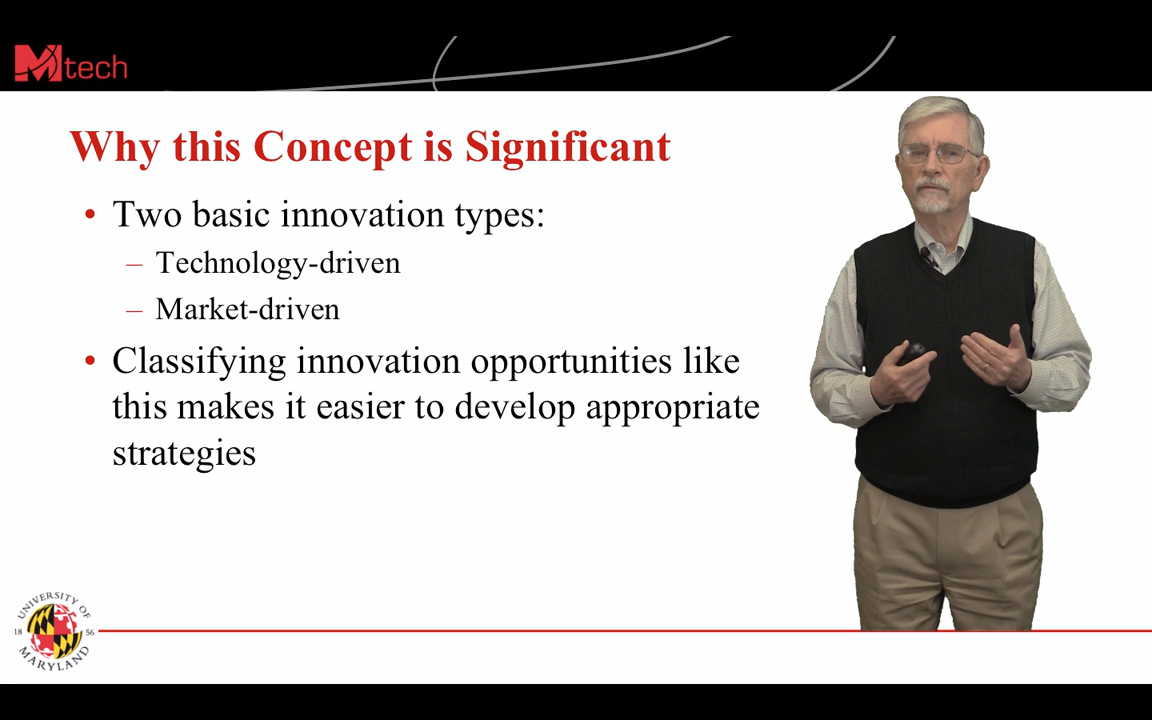 Mtech
Why this Concept is Significant
• Two basic innovation types:
– Technology-driven
– Market-driven
• Classifying innovation opportunities like
this makes it easier to develop appropriate
strategies
UNIVERSITY OF
18 56
MARYLAND